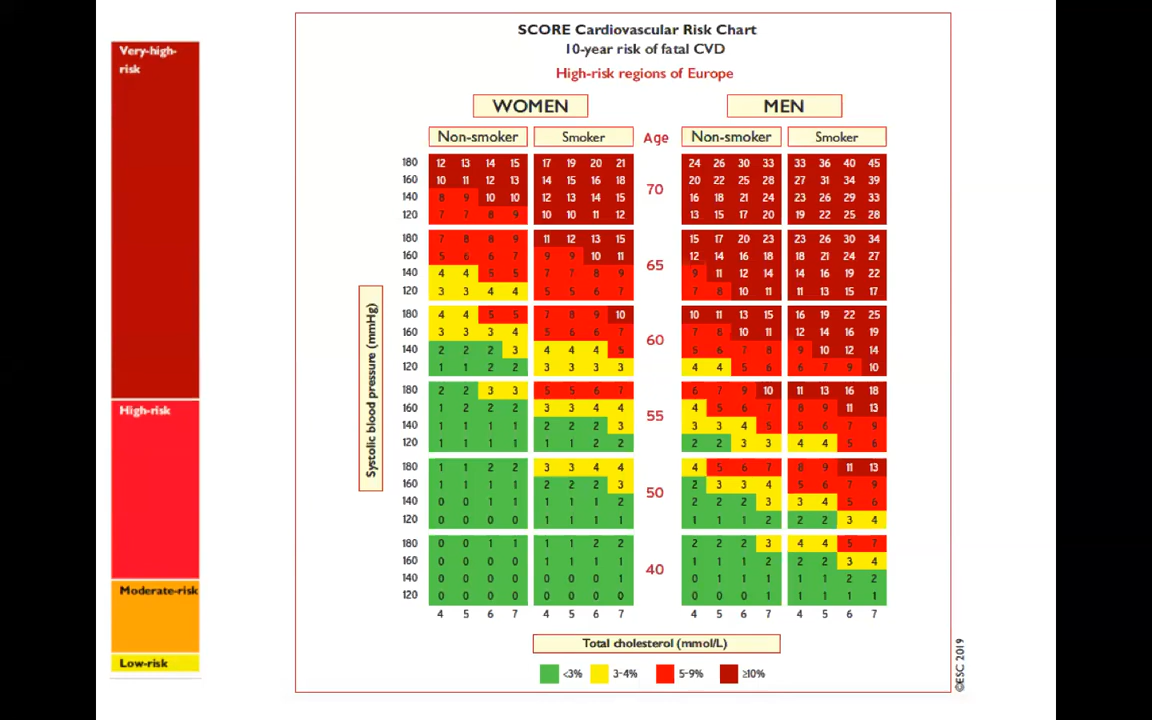 Very-high-
risk
High-risk
Moderate-risk
Low-risk
SCORE Cardiovascular Risk Chart
10-year risk of fatal CVD
High-risk regions of Europe
WOMEN MEN
Non-smoker Smoker Age Non-smoker Smoker
180 12 13 14 15 17 19 20 21 24 26 30 33 33 36 40 45
160 10 11 12 13 14 15 16 18 20 22 25 28 27 31 34 39
70
140 8 9 10 10 12 13 14 15 16 18 21 24 23 26 29 33
120 7 7 8 9 10 10 11 12 13 15 17 20 19 22 25 28
180 7 8 8 9 11 12 13 15 15 17 20 23 23 26 30 34
160 5 6 6 7 9 9 10 11 12 14 16 18 18 21 24 27
65
140 4 4 5 5 7 7 8 9 9 11 12 14 14 16 19 22
120 3 3 4 4 5 5 6 7 7 8 10 11 11 13 15 17
180 4 4 5 5 7 8 9 10 10 11 13 15 16 19 22 25
160 3 3 3 4 5 6 6 7 7 8 10 11 12 14 16 19
60
140 2 2 2 3 4 4 4 5 5 6 7 8 9 10 12 14
120 1 1 2 2 3 3 3 3 4 4 5 6 6 7 9 10
180 2 2 3 3 5 5 6 7 6 7 9 10 11 13 16 18
160 1 2 2 2 3 3 4 4 4 5 6 7 8 9 11 13
55
140 1 1 1 1 2 2 2 3 3 3 4 5 5 6 7 9
120 1 1 1 1 1 1 2 2 2 2 3 3 4 4 5 6
180 1 1 2 2 3 3 4 4 4 5 6 7 8 9 11 13
160 1 1 1 1 2 2 2 3 2 3 3 4 5 6 7 9
50
140 0 0 1 1 1 1 1 2 2 2 2 3 3 4 5 6
120 0 0 0 0 1 1 1 1 1 1 1 2 2 2 3 4
180 0 0 1 1 1 1 2 2 2 2 2 3 4 4 5 7
160 0 0 0 0 1 1 1 1 1 1 1 2 2 2 3 4
40
140 0 0 0 0 0 0 0 1 0 1 1 1 1 1 2 2
120 0 0 0 0 0 0 0 0 0 0 1 1 1 1 1 1
4 5 6 7 4 5 6 7 4 5 6 7 4 5 6 7
Systolic blood pressure (mmHg)
Total cholesterol (mmol/L)
<3% 3-4% 5-9% ≥10%
©ESC 2019